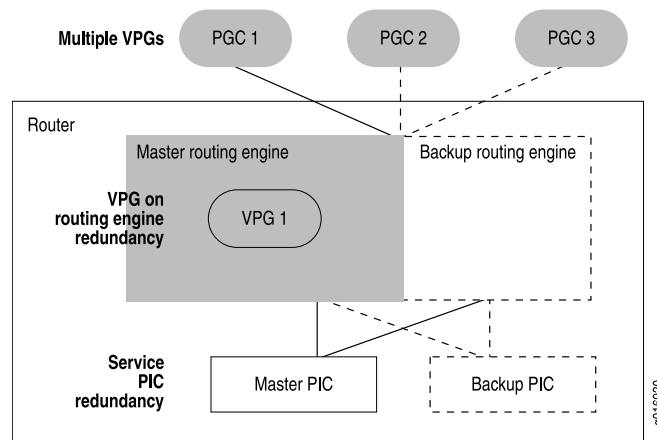 Multiple VPGs
PGC 1
PGC 2
PGC 3
Router
Master routing engine
Backup routing engine
VPG on
routing engine
redundancy
VPG 1
Service
PIC
redundancy
Master PIC
Backup PIC